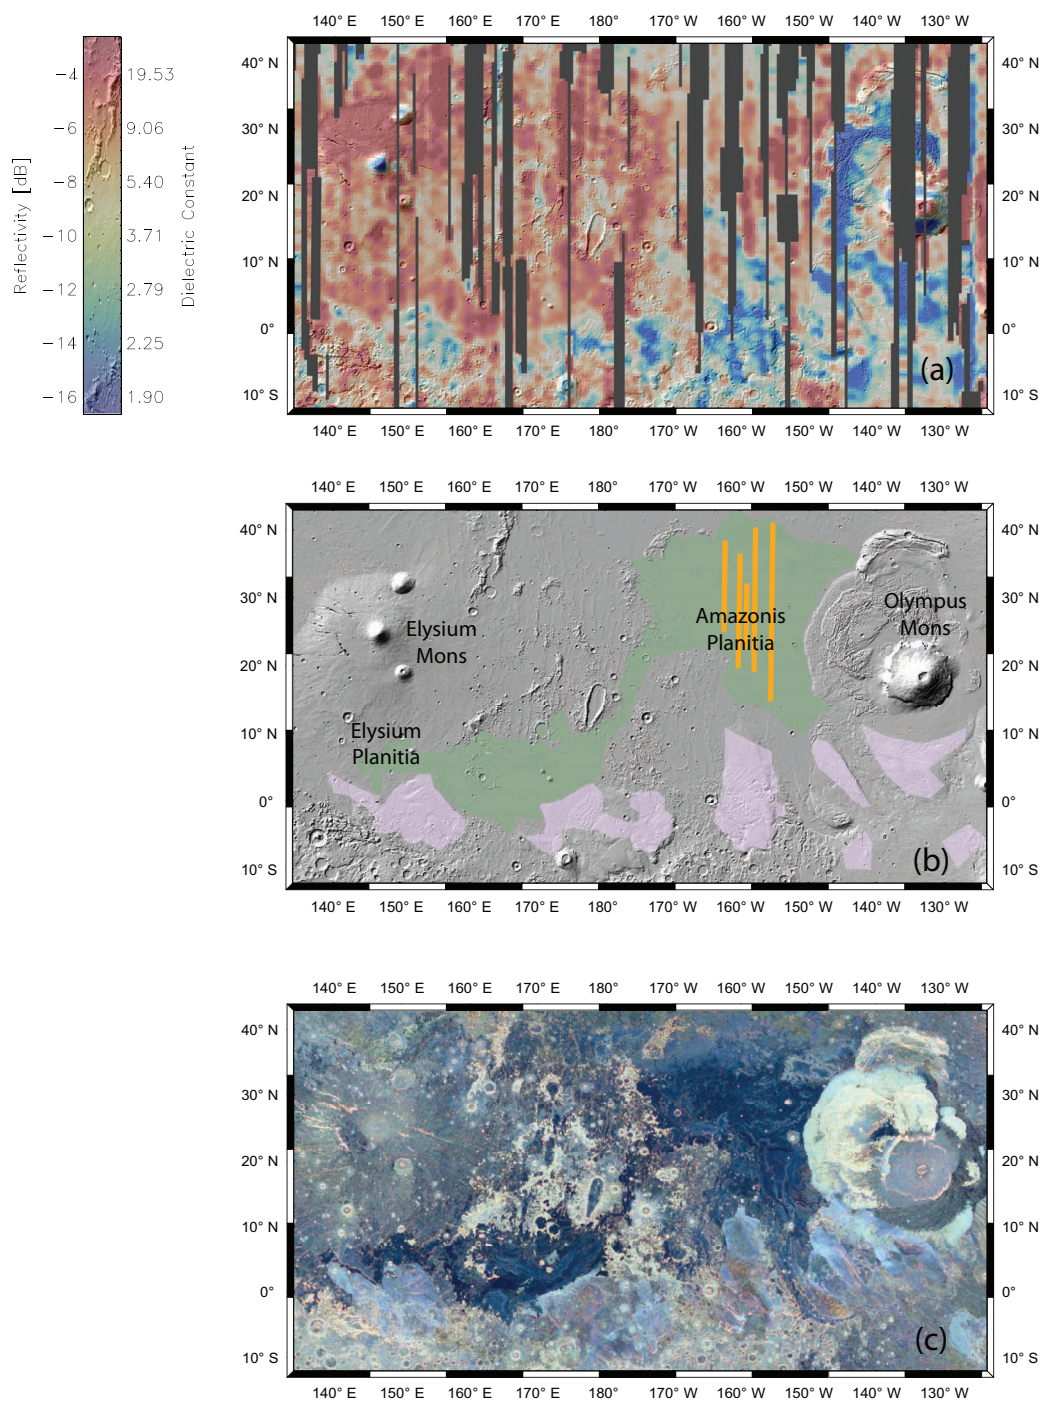 140° E 150° E 160° E 170° E 180° 170° W 160° W 150° W 140° W 130° W
40° N 40° N
−4 19.53
−6 9.06
30° N 30° N
−8 5.40
20° N 20° N
−10 3.71
10° N 10° N
−12 2.79
0° 0°
−14 2.25
−16 1.90
10° S 10° S
Reflectivity [dB]
Dielectric Constant
(a)
140° E 150° E 160° E 170° E 180° 170° W 160° W 150° W 140° W 130° W
140° E 150° E 160° E 170° E 180° 170° W 160° W 150° W 140° W 130° W
40° N 40° N
30° N 30° N
Olympus
Mons
Amazonis
Planitia
Elysium
Mons
20° N 20° N
10° N 10° N
Elysium
Planitia
0° 0°
(b)
10° S 10° S
140° E 150° E 160° E 170° E 180° 170° W 160° W 150° W 140° W 130° W
140° E 150° E 160° E 170° E 180° 170° W 160° W 150° W 140° W 130° W
40° N 40° N
30° N 30° N
20° N 20° N
10° N 10° N
0° 0°
(c)
10° S 10° S
140° E 150° E 160° E 170° E 180° 170° W 160° W 150° W 140° W 130° W